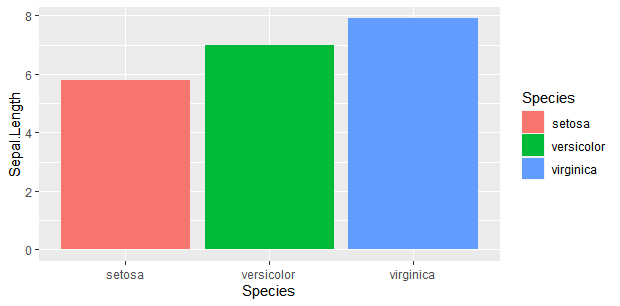 Sepal.Length
8
6
4
2
0
setosa
versicolor
virginica
Species
Species
setosa
versicolor
virginica